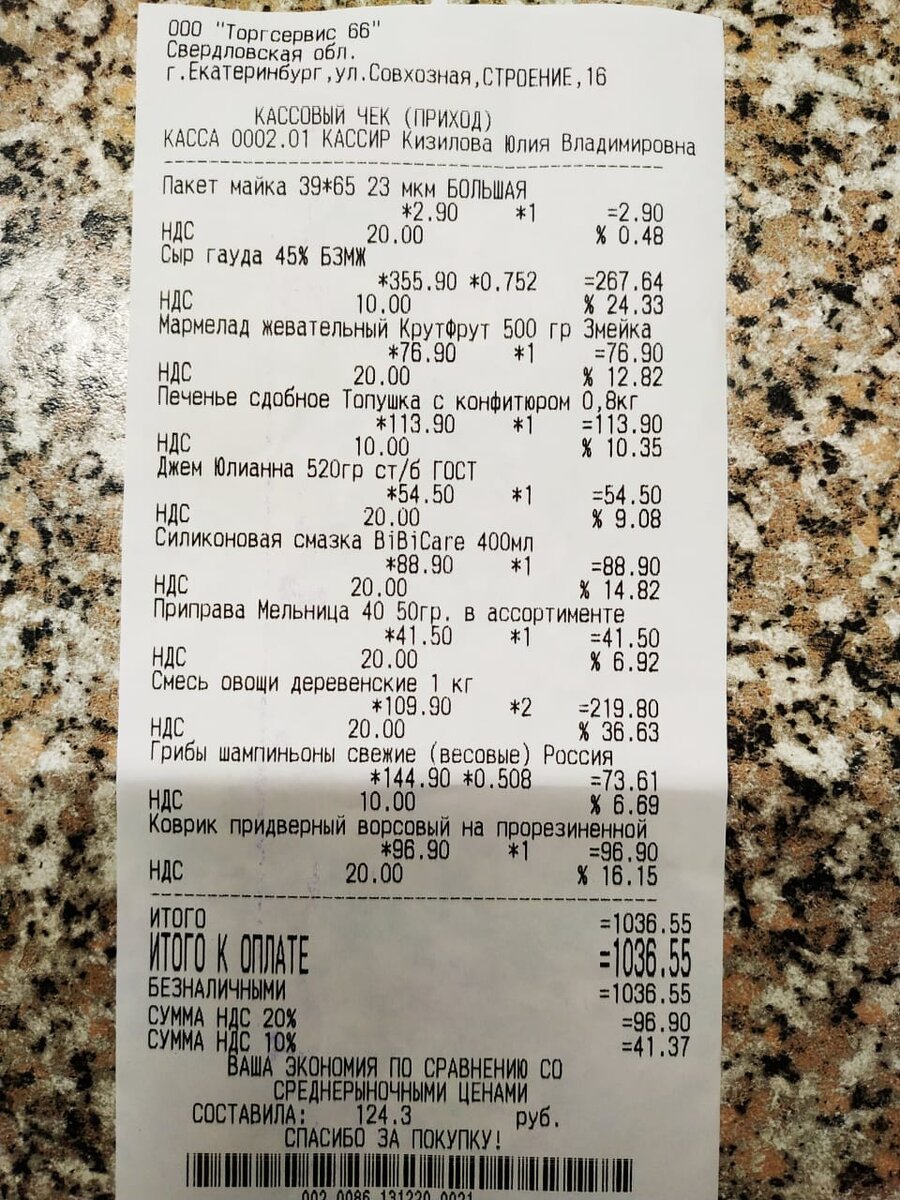 ООО "Торгсервис 66"
Свердловская обл.
г.Екатеринбург,ул.Совхозная,СТРОЕНИЕ,16
КАССОВЫЙ ЧЕК (ПРИХОД)
КАССА 0002.01 КАССИР Кизилова Юлия Владимировна
Пакет майка 39*65 23 мкм БОЛЬШАЯ
*2.90 *1 =2.90
НДС 20.00 % 0.48
Сыр гауда 45% БЗМЖ
*355.90 *0.752 =267.64
НДС 10.00 % 24.33
Мармелад жевательный КрутФрут 500 гр Змейка
*76.90 *1 =76.90
НДС 20.00 % 12.82
Печенье сдобное Топушка с конфитюром 0,8кг
*113.90 *1 =113.90
НДС 10.00 % 10.35
Джем Юлианна 520гр ст/б ГОСТ
*54.50 *1 =54.50
НДС 20.00 % 9.08
Силиконовая смазка BiBiCare 400мл
*88.90 *1 =88.90
НДС 20.00 % 14.82
Приправа Мельница 40 50гр. в ассортименте
*41.50 *1 =41.50
НДС 20.00 % 6.92
Смесь овощи деревенские 1 кг
*109.90 *2 =219.80
НДС 20.00 % 36.63
Грибы шампиньоны свежие (весовые) Россия
*144.90 *0.508 =73.61
НДС 10.00 % 6.69
Коврик придверный ворсовый на прорезиненной
*96.90 *1 =96.90
НДС 20.00 % 16.15
ИТОГО =1036.55
ИТОГО К ОПЛАТЕ =1036.55
БЕЗНАЛИЧНЫМИ =1036.55
СУММА НДС 20% =96.90
СУММА НДС 10% =41.37
ВАША ЭКОНОМИЯ ПО СРАВНЕНИЮ СО
СРЕДНЕРЫНОЧНЫМИ ЦЕНАМИ
СОСТАВИЛА: 124.3 руб.
СПАСИБО ЗА ПОКУПКУ!
002 0086 131220 0021